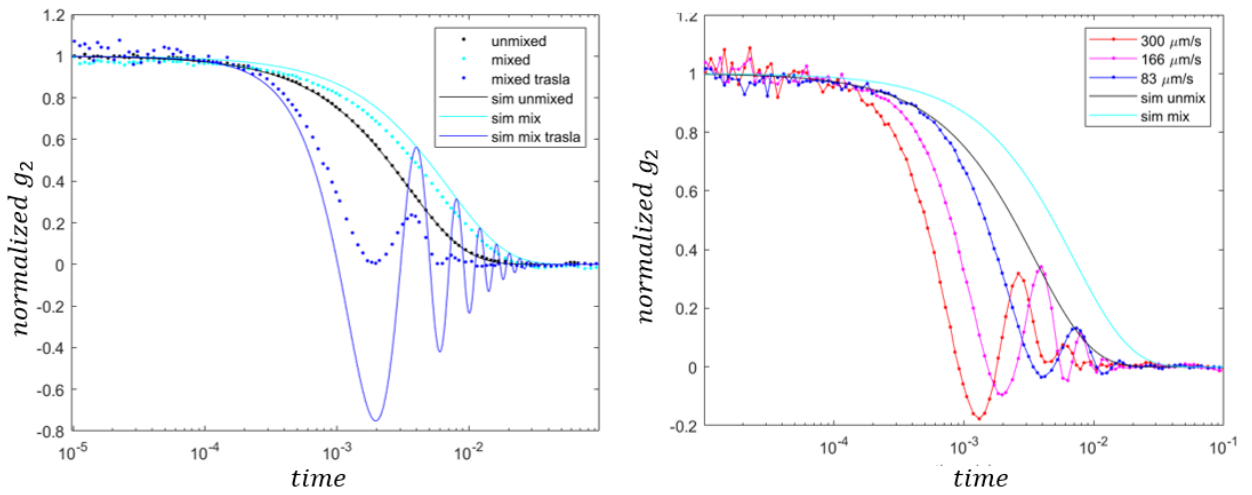 1.2
1
0.8
0.6
0.4
0.2
0
-0.2
-0.4
-0.6
-0.8
normalized g₂
10⁻⁵
10⁻⁴
10⁻³
10⁻²
time
unmixed
mixed
mixed trasla
sim unmixed
sim mix
sim mix trasla
1.2
1
0.8
0.6
0.4
0.2
0
-0.2
normalized g₂
10⁻⁴
10⁻³
10⁻²
10⁻¹
time
300 μm/s
166 μm/s
83 μm/s
sim unmix
sim mix